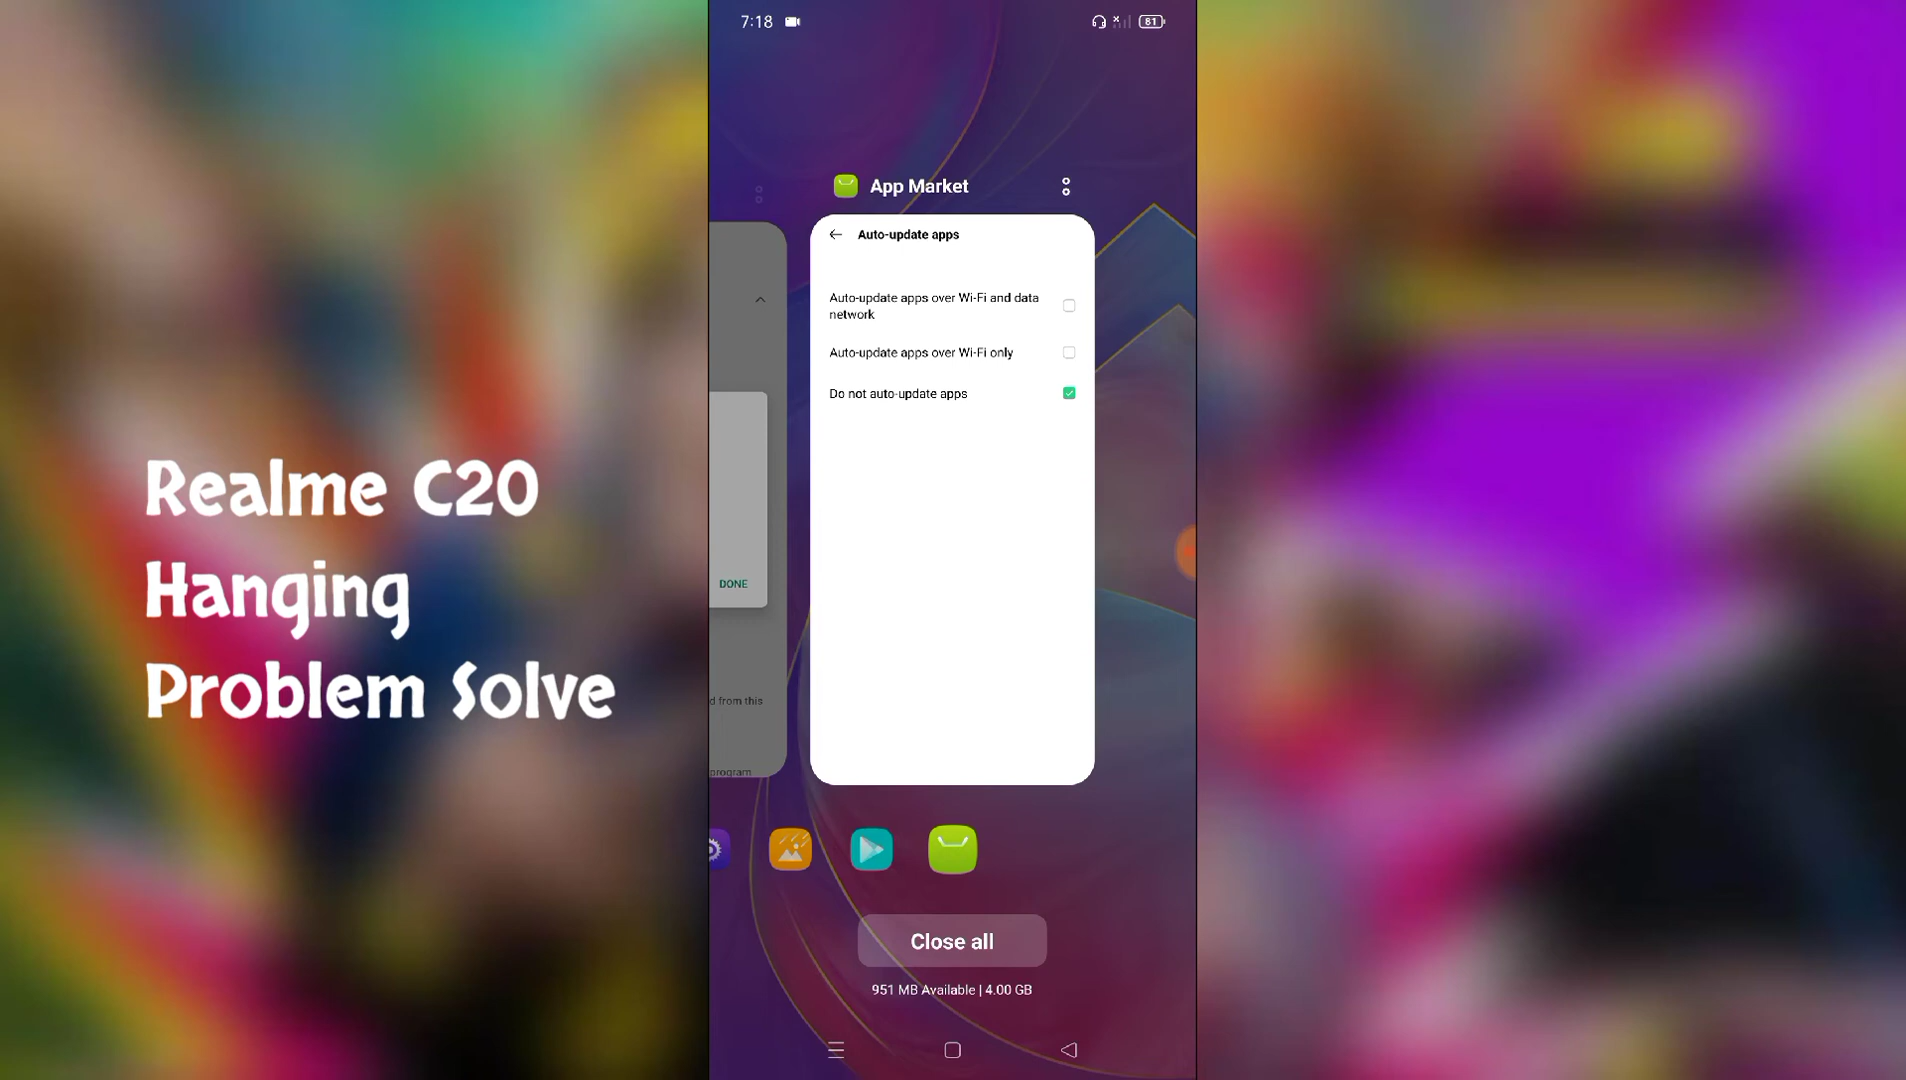 Realme C20
Hanging
Problem Solve
7:18
81
App Market
Auto-update apps
Auto-update apps over Wi-Fi and data
network
Auto-update apps over Wi-Fi only
Do not auto-update apps
DONE
d from this
program
Close all
951 MB Available | 4.00 GB